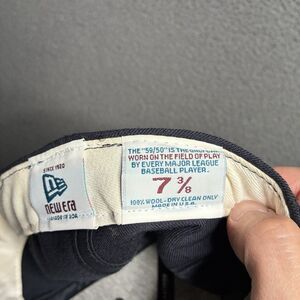 SINCE 1920
NEW ERA
MADE IN USA
THE "59/50" IS THE ONLY CAP
WORN ON THE FIELD OF PLAY
BY EVERY MAJOR LEAGUE
BASEBALL PLAYER.
7 3/8
100% WOOL-DRY CLEAN ONLY
MADE IN U.S.A.